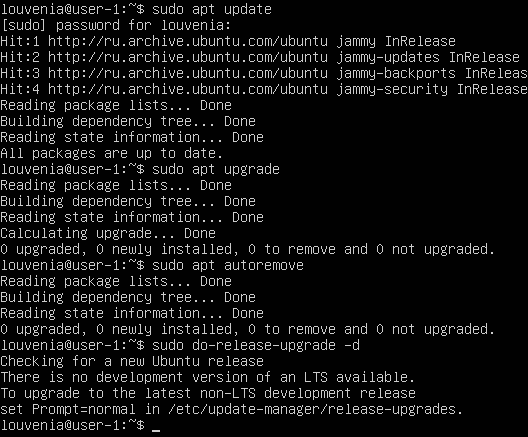 louvenia@user-1:~$ sudo apt update
[sudo] password for louvenia:
Hit:1 http://ru.archive.ubuntu.com/ubuntu jammy InRelease
Hit:2 http://ru.archive.ubuntu.com/ubuntu jammy-updates InRelease
Hit:3 http://ru.archive.ubuntu.com/ubuntu jammy-backports InReleas
Hit:4 http://ru.archive.ubuntu.com/ubuntu jammy-security InRelease
Reading package lists... Done
Building dependency tree... Done
Reading state information... Done
All packages are up to date.
louvenia@user-1:~$ sudo apt upgrade
Reading package lists... Done
Building dependency tree... Done
Reading state information... Done
Calculating upgrade... Done
0 upgraded, 0 newly installed, 0 to remove and 0 not upgraded.
louvenia@user-1:~$ sudo apt autoremove
Reading package lists... Done
Building dependency tree... Done
Reading state information... Done
0 upgraded, 0 newly installed, 0 to remove and 0 not upgraded.
louvenia@user-1:~$ sudo do-release-upgrade -d
Checking for a new Ubuntu release
There is no development version of an LTS available.
To upgrade to the latest non-LTS development release
set Prompt=normal in /etc/update-manager/release-upgrades.
louvenia@user-1:~$ _